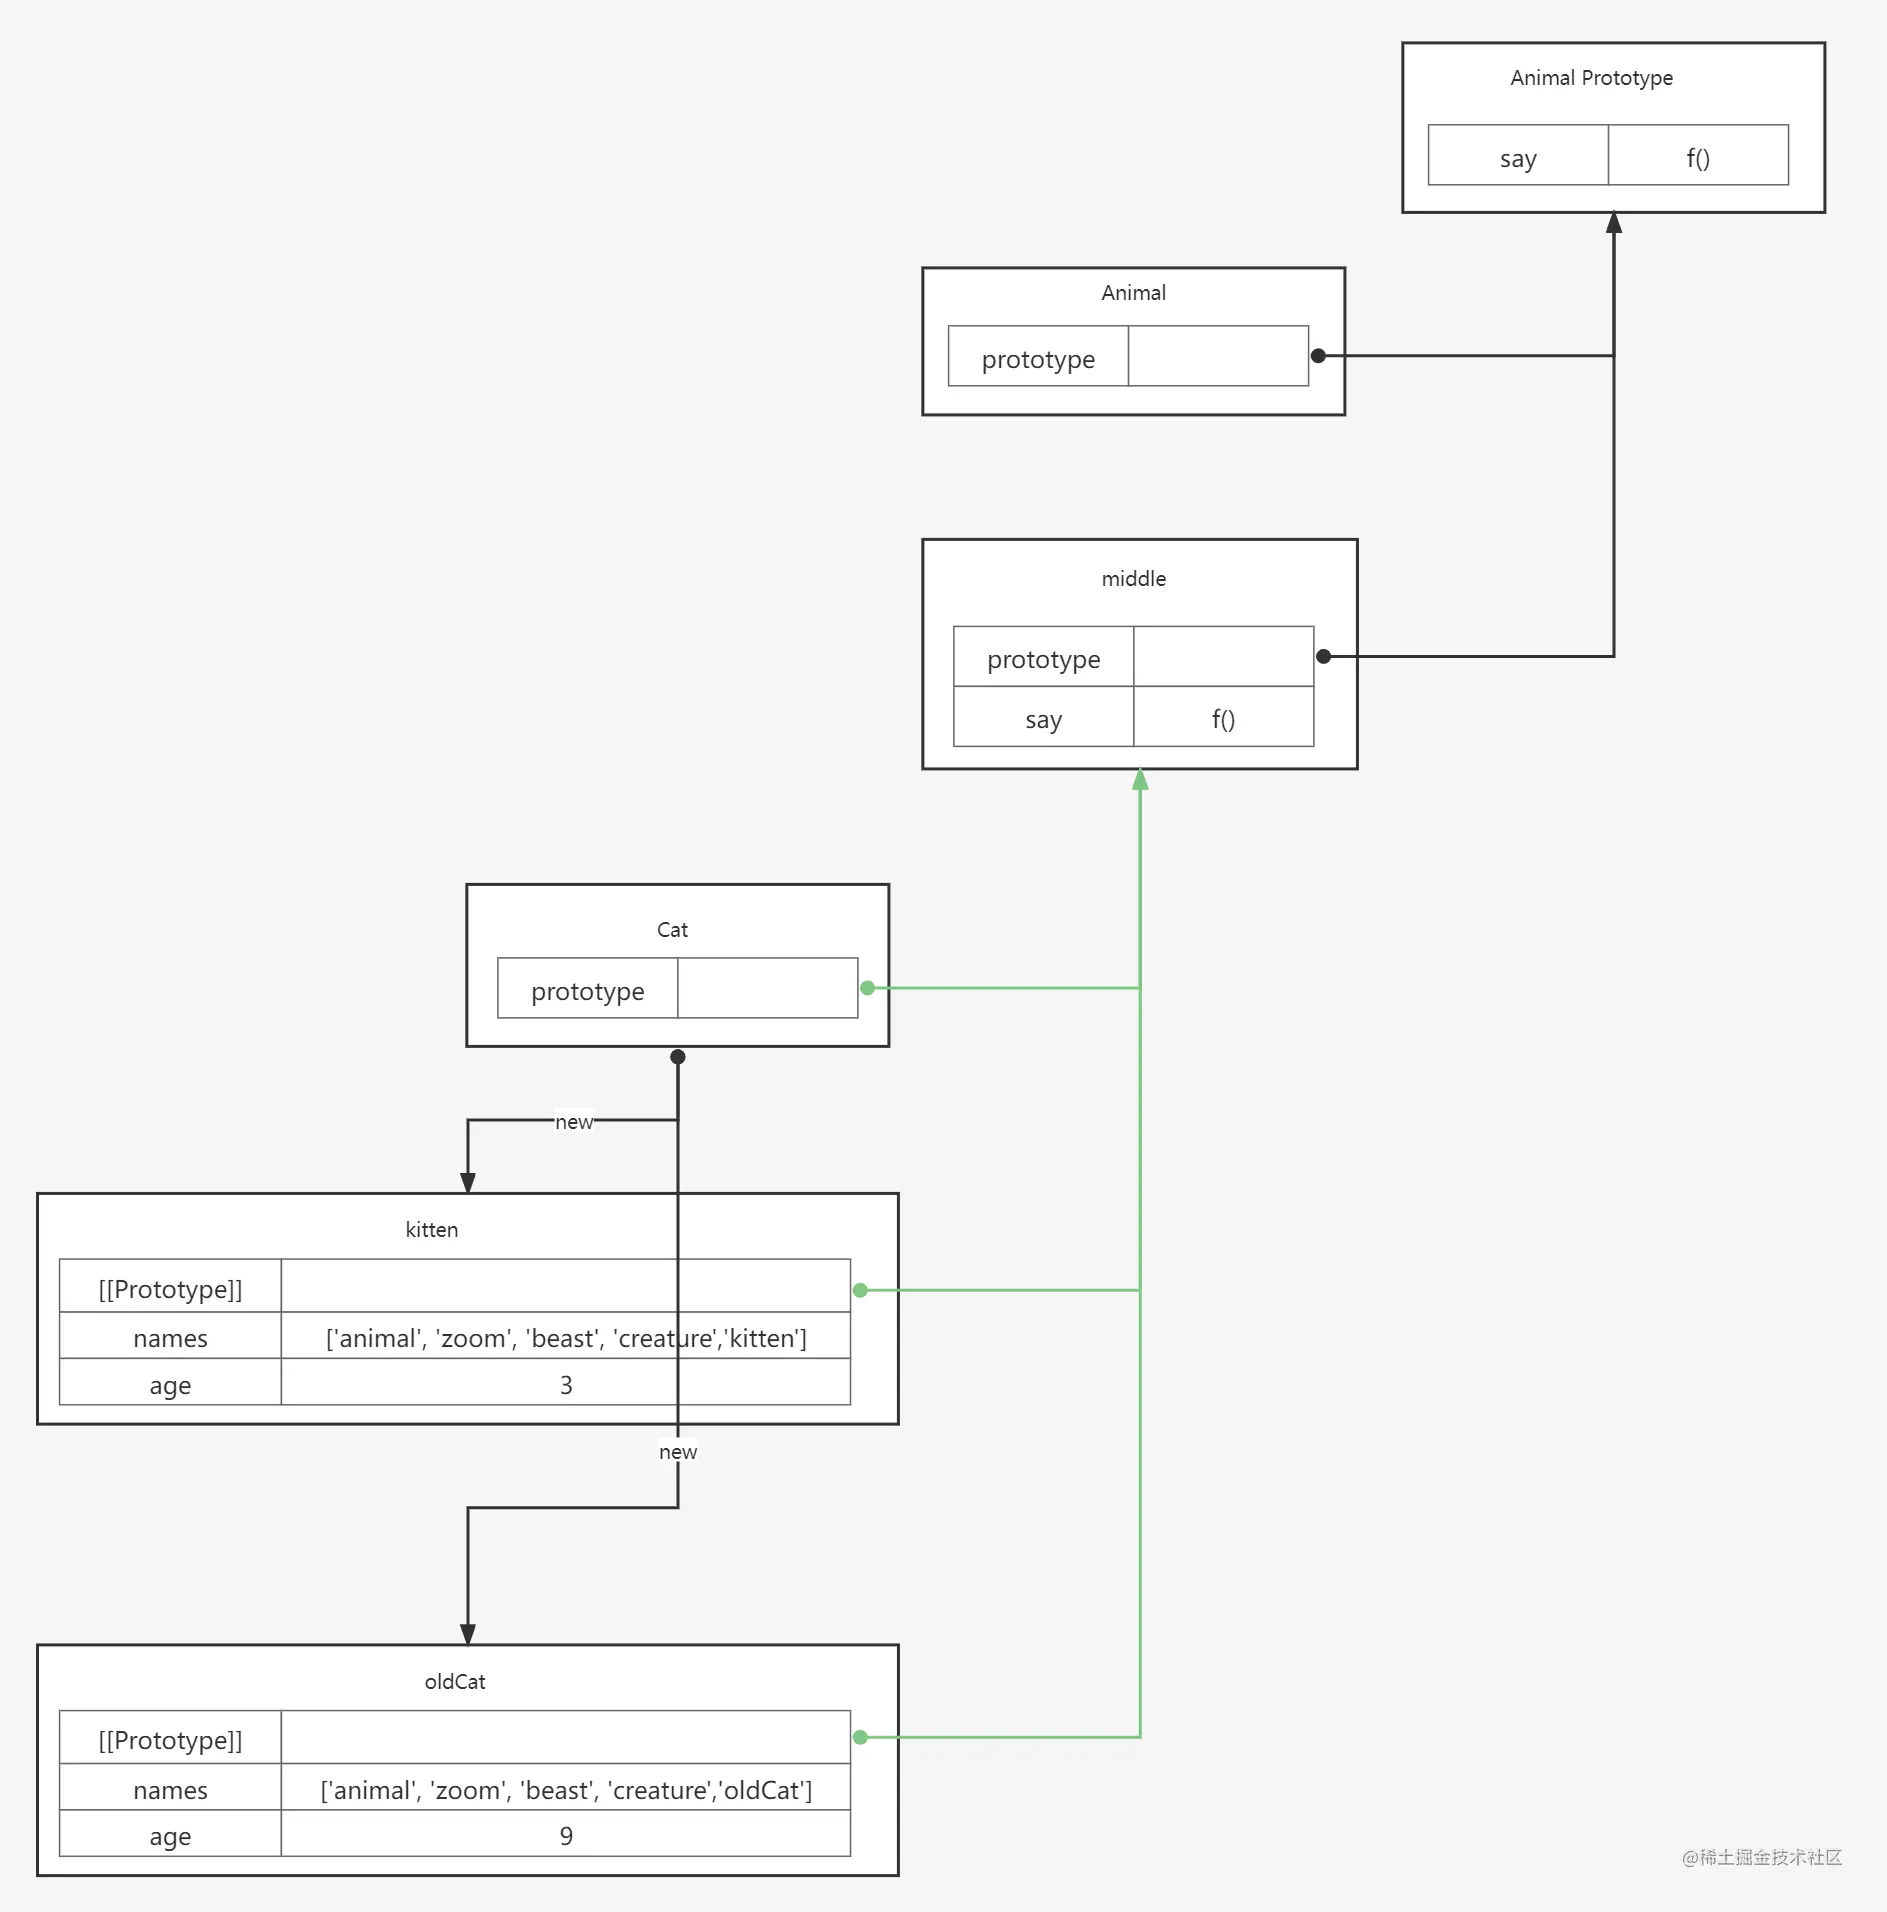 Animal Prototype
say f()
Animal
prototype
middle
prototype
say f()
Cat
prototype
new
kitten
[[Prototype]]
names ['animal', 'zoom', 'beast', 'creature','kitten']
age 3
new
oldCat
[[Prototype]]
names ['animal', 'zoom', 'beast', 'creature','oldCat']
age 9
@稀土掘金技术社区